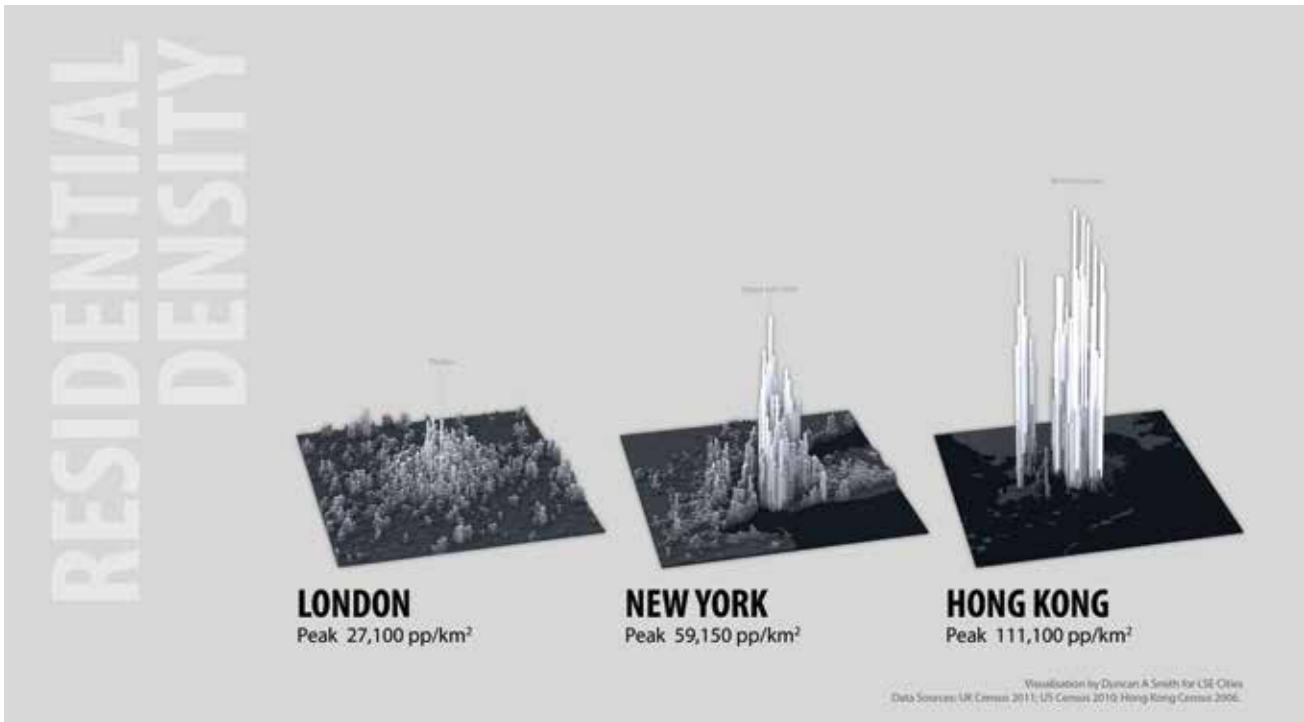 RESIDENTIAL
DENSITY
LONDON
Peak 27,100 pp/km²
NEW YORK
Peak 59,150 pp/km²
HONG KONG
Peak 111,100 pp/km²
Visualisation by Duncan A Smith for LSE Cities
Data Sources: UK Census 2011; US Census 2010; Hong Kong Census 2006.